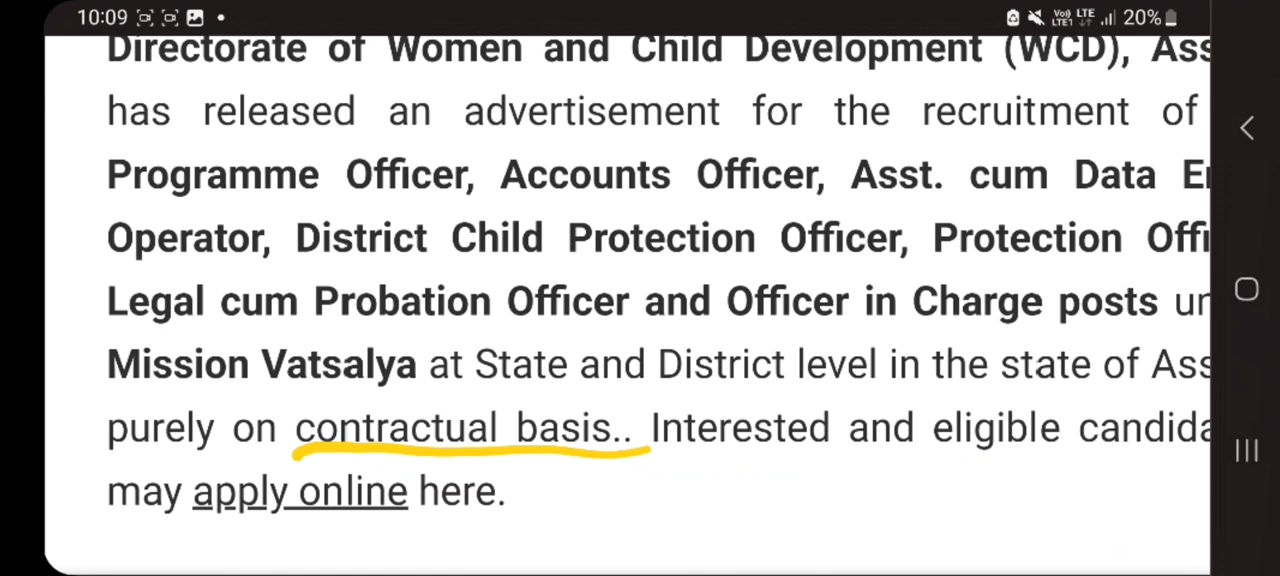 10:09 LTE 20%
Directorate of Women and Child Development (WCD),
has released an advertisement for the recruitment of
Programme Officer, Accounts Officer, Asst. cum Data
Operator, District Child Protection Officer, Protection
Legal cum Probation Officer and Officer in Charge posts
Mission Vatsalya at State and District level in the state of
purely on contractual basis.. Interested and eligible
may apply online here.